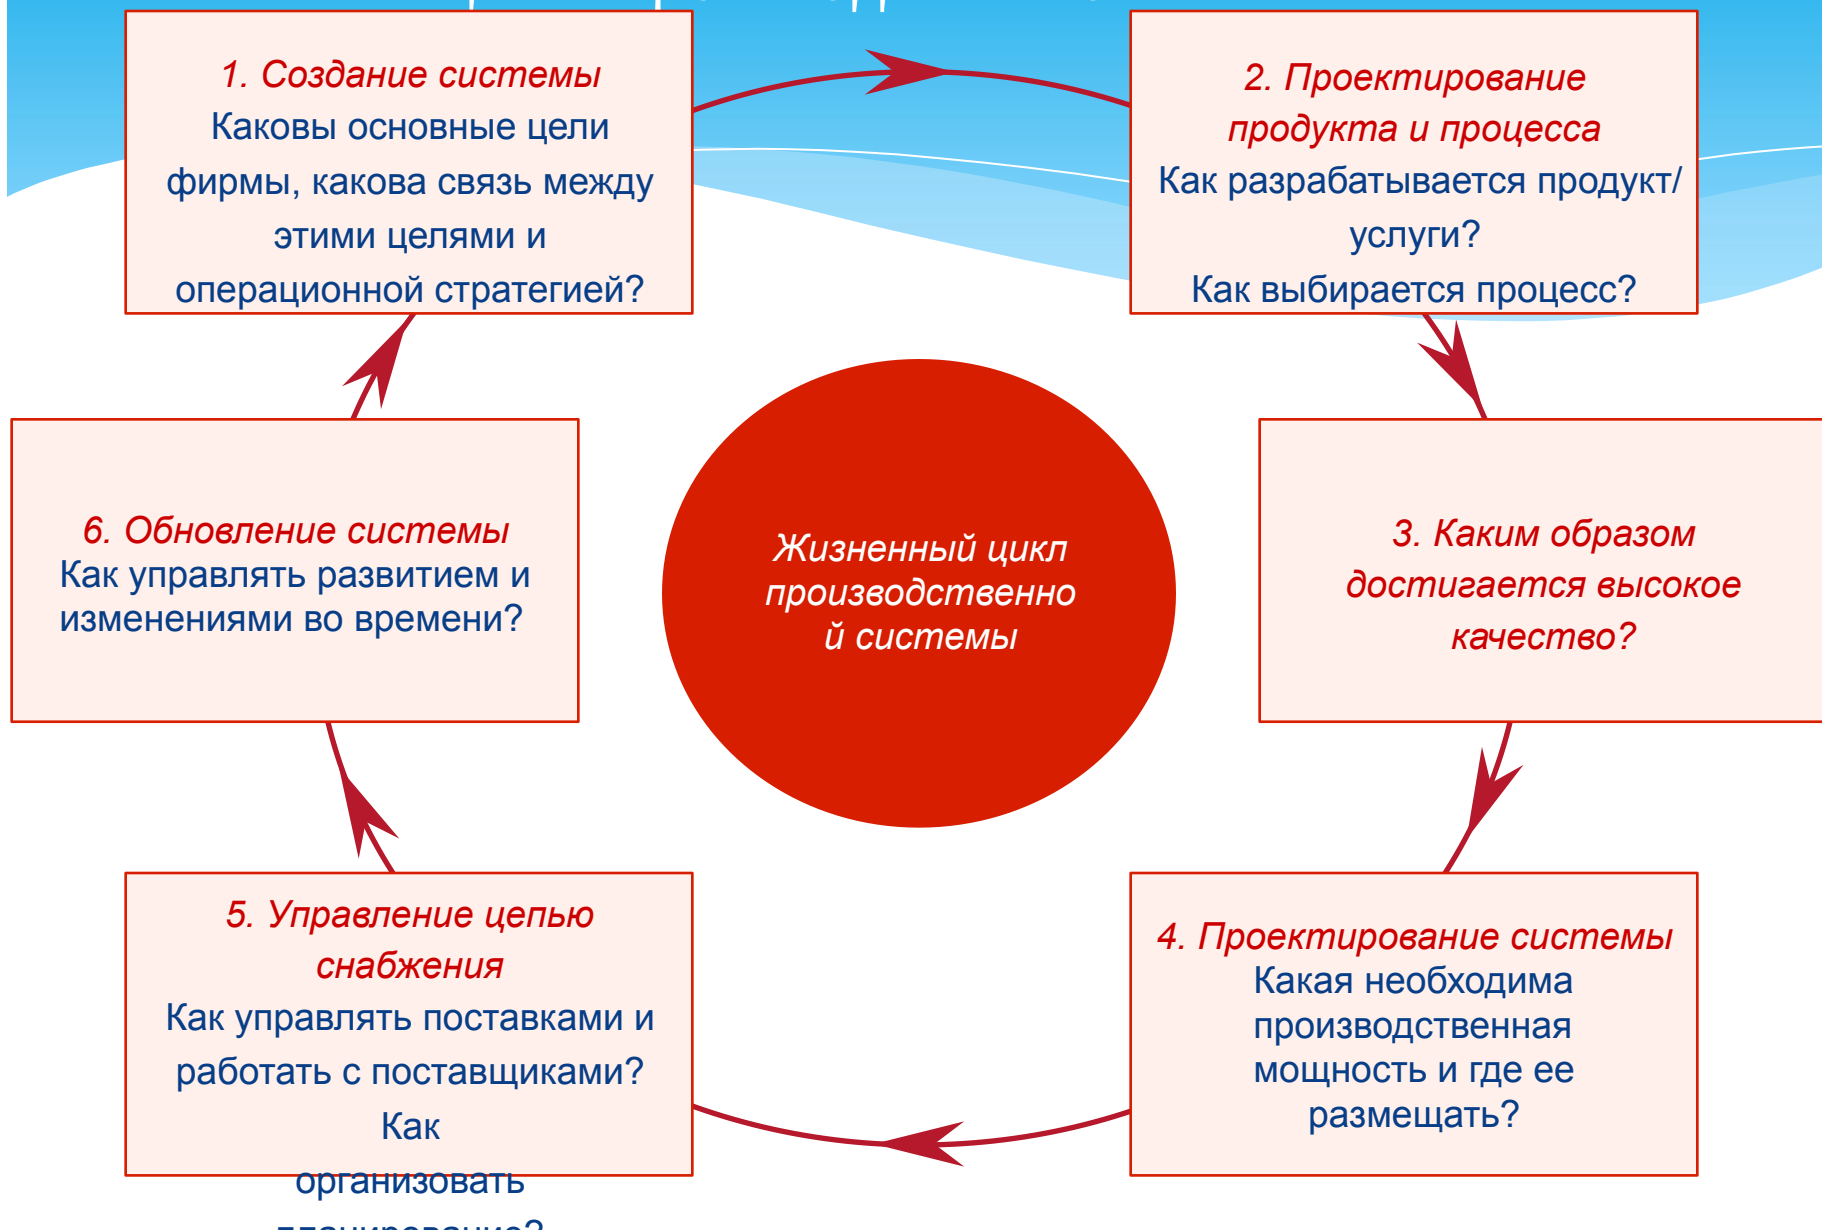 1. Создание системы
Каковы основные цели
фирмы, какова связь между
этими целями и
операционной стратегией?
2. Проектирование
продукта и процесса
Как разрабатывается продукт/
услуги?
Как выбирается процесс?
3. Каким образом
достигается высокое
качество?
4. Проектирование системы
Какая необходима
производственная
мощность и где ее
размещать?
5. Управление цепью
снабжения
Как управлять поставками и
работать с поставщиками?
Как
организовать
планирование?
6. Обновление системы
Как управлять развитием и
изменениями во времени?
Жизненный цикл
производственно
й системы